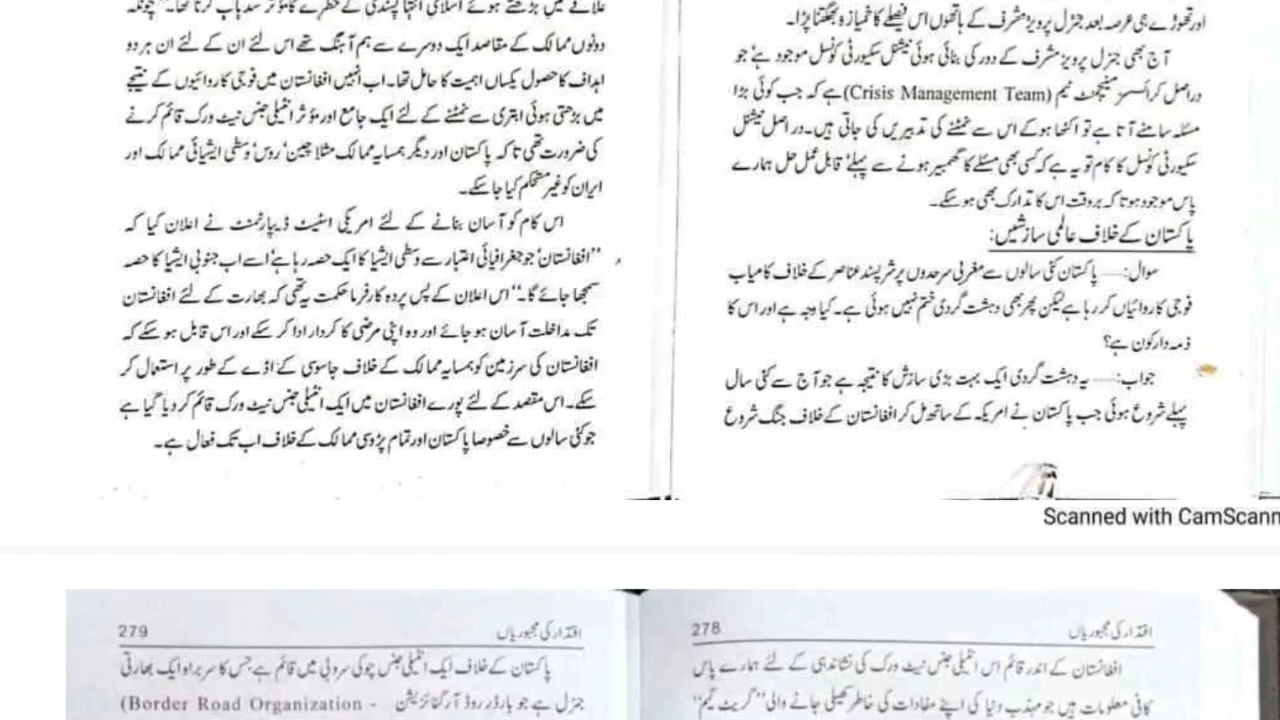 اور تھوڑے ہی عرصہ بعد جنرل پرویز مشرف کے ہاتھوں اس فیصلے کا خمیازہ بھگتنا پڑا۔
آج بھی جنرل پرویز مشرف کے دور کی بنائی ہوئی نیشنل سکیورٹی کونسل موجود ہے جو
دراصل کرائسسز منیجمنٹ ٹیم (Crisis Management Team) ہے کہ جب کوئی بڑا
مسئلہ سامنے آتا ہے تو اکٹھا ہو کے اس سے نمٹنے کی تدبیریں کی جاتی ہیں۔ دراصل نیشنل
سکیورٹی کونسل کا کام تو یہ ہے کہ کسی بھی مسئلے کا گھمبیر ہونے سے پہلے قابل عمل حل ہمارے
پاس موجود ہوتا کہ بروقت اس کا تدارک بھی ہو سکے۔
پاکستان کے خلاف عالمی سازشیں:
سوال:...... پاکستان کئی سالوں سے مغربی سرحدوں پر شر پسند عناصر کے خلاف کامیاب
فوجی کاروائیاں کر رہا ہے لیکن پھر بھی دہشت گردی ختم نہیں ہوئی ہے۔ کیا وجہ ہے اور اس کا
ذمہ دار کون ہے؟
جواب:...... یہ دہشت گردی ایک بہت بڑی سازش کا نتیجہ ہے جو آج سے کئی سال
پہلے شروع ہوئی جب پاکستان نے امریکہ کے ساتھ مل کر افغانستان کے خلاف جنگ شروع
علاقے میں بڑھتے ہوئے اسلامی انتہا پسندی کے خطرے کا مؤثر سدباب کرنا تھا۔" چونکہ
دونوں ممالک کے مقاصد ایک دوسرے سے ہم آہنگ تھے اس لئے ان کے لئے ان ہر دو
اہداف کا حصول یکساں اہمیت کا حامل تھا۔ اب انہیں افغانستان میں فوجی کاروائیوں کے نتیجے
میں بڑھتی ہوئی ابتری سے نمٹنے کے لئے ایک جامع اور مؤثر انٹیلی جنس نیٹ ورک قائم کرنے
کی ضرورت تھی تاکہ پاکستان اور دیگر ہمسایہ ممالک مثلا چین' روس' وسطی ایشیائی ممالک اور
ایران کو غیر مستحکم کیا جا سکے۔
اس کام کو آسان بنانے کے لئے امریکی اسٹیٹ ڈیپارٹمنٹ نے اعلان کیا کہ
"افغانستان' جو جغرافیائی اعتبار سے وسطی ایشیا کا ایک حصہ رہا ہے' اسے اب جنوبی ایشیا کا حصہ
سمجھا جائے گا۔" اس اعلان کے پس پردہ کارفرما حکمت یہ تھی کہ بھارت کے لئے افغانستان
تک مداخلت آسان ہو جائے اور وہ اپنی مرضی کا کردار ادا کر سکے اور اس قابل ہو سکے کہ
افغانستان کی سرزمین کو ہمسایہ ممالک کے خلاف جاسوسی کے اڈے کے طور پر استعمال کر
سکے۔ اس مقصد کے لئے پورے افغانستان میں ایک انٹیلی جنس نیٹ ورک قائم کر دیا گیا ہے
جو کئی سالوں سے خصوصا پاکستان اور تمام پڑوسی ممالک کے خلاف اب تک فعال ہے۔
Scanned with CamScann
اقتدار کی مجبوریاں 278
افغانستان کے اندر قائم اس انٹیلی جنس نیٹ ورک کی نشاندہی کے لئے ہمارے پاس
کافی معلومات ہیں جو مہذب دنیا کی اپنے مفادات کی خاطر کھیلی جانے والی "گریٹ گیم"
اقتدار کی مجبوریاں 279
پاکستان کے خلاف ایک انٹیلی جنس چوکی سروبی میں قائم ہے جس کا سربراہ ایک بھارتی
جنرل ہے جو بارڈر روڈ آرگنائزیشن (Border Road Organization -